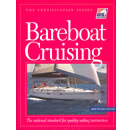 THE CERTIFICATION SERIES
Bareboat
Cruising
The national standard for quality sailing instruction